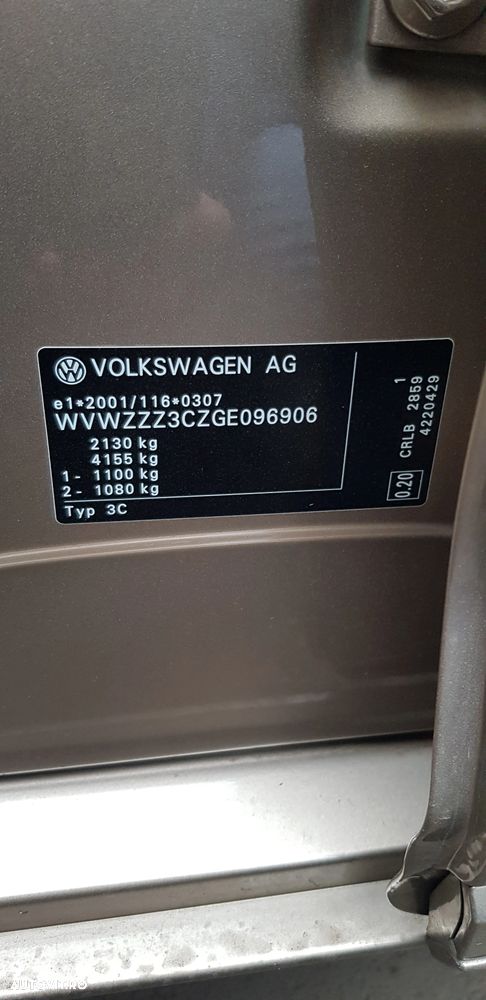 VOLKSWAGEN AG
e1*2001/116*0307
WVWZZZ3CZGE096906
2130 kg
4155 kg
1- 1100 kg
2- 1080 kg
Typ 3C
1
CRLB 2859
4220429
0.20